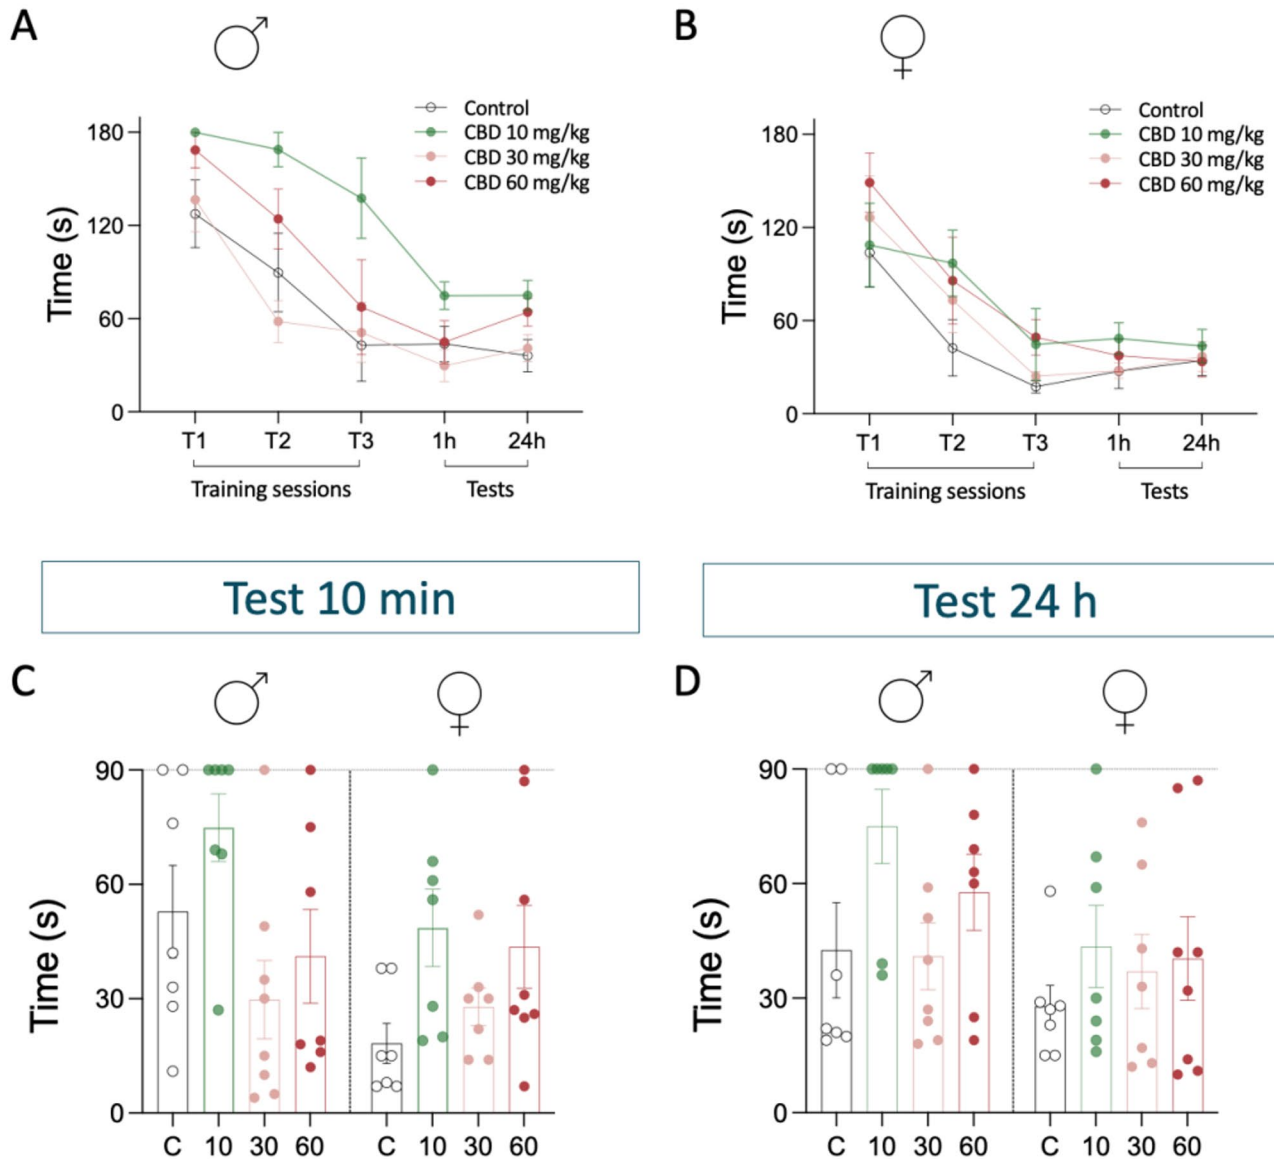 A
Control
CBD 10 mg/kg
CBD 30 mg/kg
CBD 60 mg/kg
Time (s)
180
120
60
0
T1 T2 T3 1h 24h
Training sessions Tests
B
Control
CBD 10 mg/kg
CBD 30 mg/kg
CBD 60 mg/kg
Time (s)
180
120
60
0
T1 T2 T3 1h 24h
Training sessions Tests
Test 10 min
Test 24 h
C
Time (s)
90
60
30
0
C 10 30 60 C 10 30 60
D
Time (s)
90
60
30
0
C 10 30 60 C 10 30 60